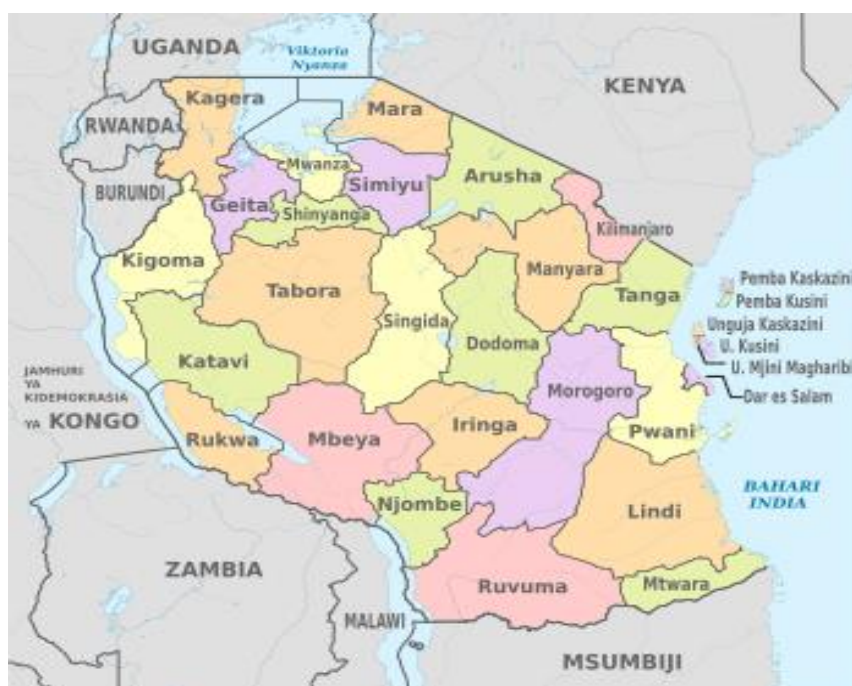 UGANDA
Viktoria
Nyanza
KENYA
Kagera
Mara
RWANDA
Mwanza
BURUNDI
Simiyu
Arusha
Geita
Shinyanga
Kilimanjaro
Kigoma
Manyara
Tabora
Tanga
Pemba Kaskazini
Pemba Kusini
Singida
Unguja Kaskazini
Dodoma
U. Kusini
Katavi
U. Mjini Magharibi
JAMHURI
YA
KIDEMOKRASIA
YA KONGO
Morogoro
Dar es Salam
Rukwa
Mbeya
Iringa
Pwani
BAHARI
INDIA
Njombe
Lindi
ZAMBIA
Ruvuma
Mtwara
MALAWI
MSUMBIJI